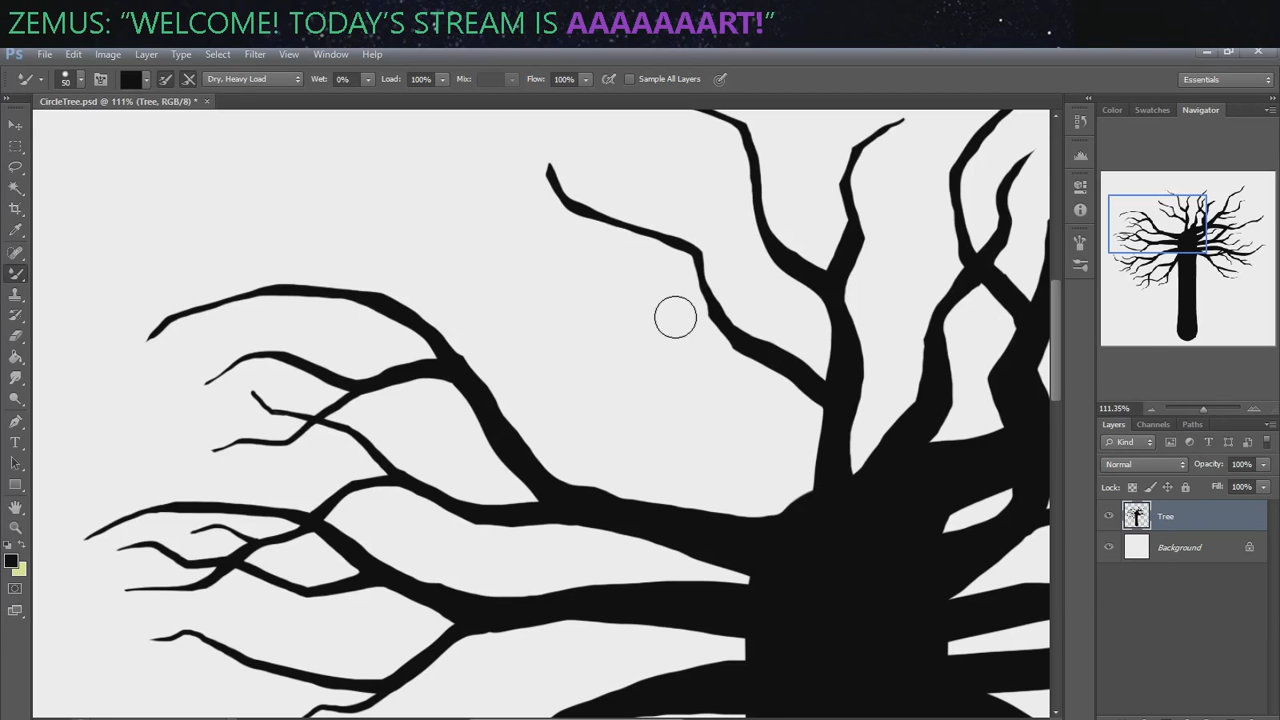 ZEMUS: “WELCOME! TODAY’S STREAM IS AAAAAAART!“
Ps File Edit Image Layer Type Select Filter View Window Help
50 Dry, Heavy Load Wet: 0% Load: 100% Mix: Flow: 100% Sample All Layers Essentials
CircleTree.psd @ 111% (Tree, RGB/8) * ×
Color Swatches Navigator
111.35%
Layers Channels Paths
Kind
Normal Opacity: 100%
Lock: Fill: 100%
Tree
Background